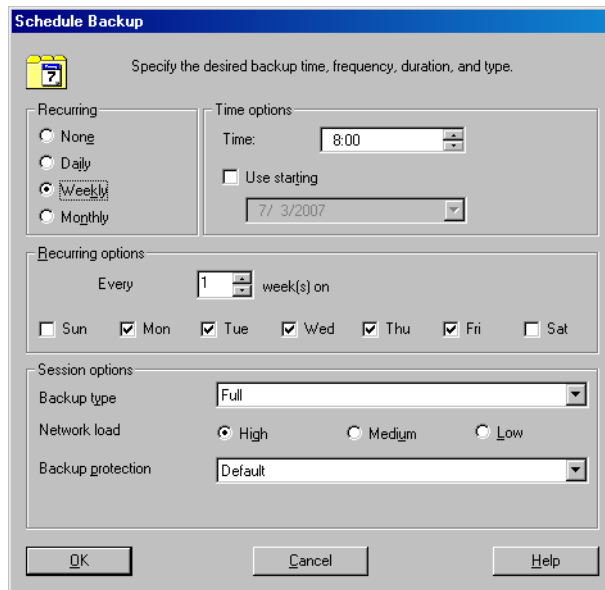 Schedule Backup
7
Specify the desired backup time, frequency, duration, and type.
Recurring
None
Daily
Weekly
Monthly
Time options
Time: 8:00
Use starting
7/ 3/2007
Recurring options
Every 1 week(s) on
Sun Mon Tue Wed Thu Fri Sat
Session options
Backup type Full
Network load High Medium Low
Backup protection Default
OK Cancel Help